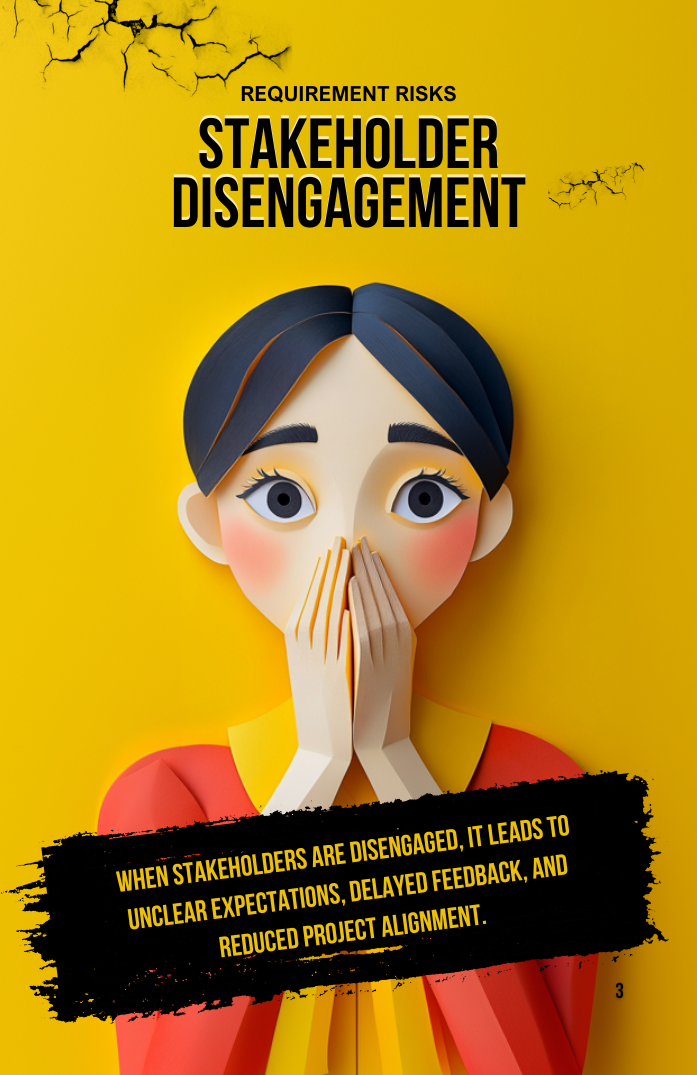 REQUIREMENT RISKS
STAKEHOLDER
DISENGAGEMENT
WHEN STAKEHOLDERS ARE DISENGAGED, IT LEADS TO
UNCLEAR EXPECTATIONS, DELAYED FEEDBACK, AND
REDUCED PROJECT ALIGNMENT.
3